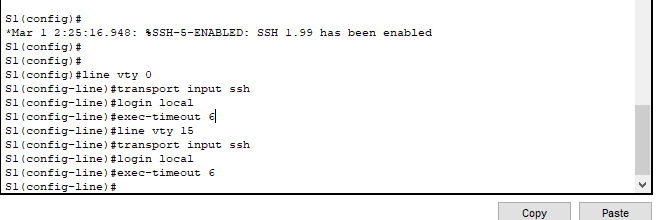 S1(config)#
*Mar 1 2:25:16.948: %SSH-5-ENABLED: SSH 1.99 has been enabled
S1(config)#
S1(config)#
S1(config)#line vty 0
S1(config-line)#transport input ssh
S1(config-line)#login local
S1(config-line)#exec-timeout 6
S1(config-line)#line vty 15
S1(config-line)#transport input ssh
S1(config-line)#login local
S1(config-line)#exec-timeout 6
S1(config-line)#
Copy
Paste